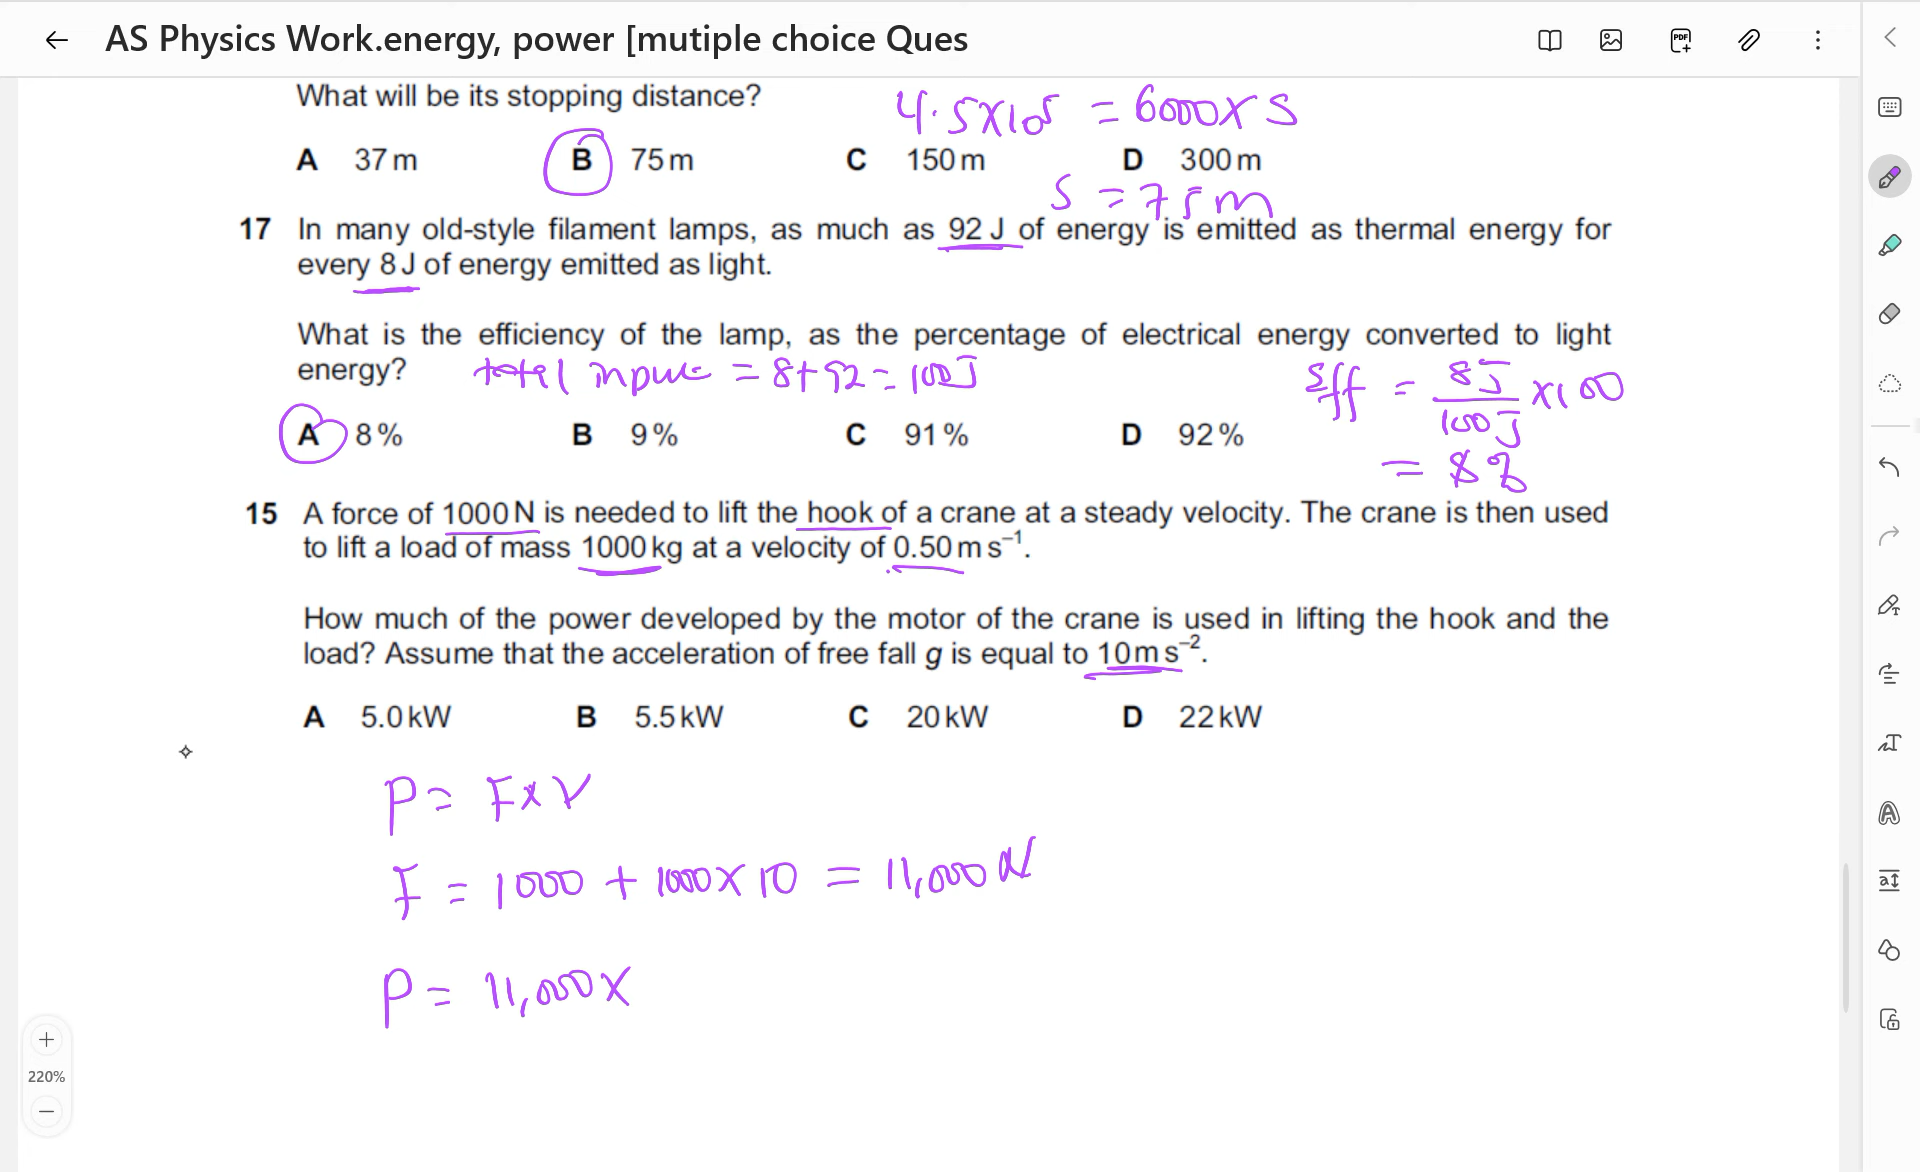 AS Physics Work.energy, power [mutiple choice Ques
What will be its stopping distance?
4.5x10⁵ = 6000 x s
A 37 m B 75 m C 150 m D 300 m
s = 75 m
17 In many old-style filament lamps, as much as 92 J of energy is emitted as thermal energy for
every 8 J of energy emitted as light.
What is the efficiency of the lamp, as the percentage of electrical energy converted to light
energy?
total input = 8+92 = 100J
Eff = 8J/100J x100
= 8%
A 8% B 9% C 91% D 92%
15 A force of 1000 N is needed to lift the hook of a crane at a steady velocity. The crane is then used
to lift a load of mass 1000 kg at a velocity of 0.50 m s⁻¹.
How much of the power developed by the motor of the crane is used in lifting the hook and the
load? Assume that the acceleration of free fall g is equal to 10 m s⁻².
A 5.0 kW B 5.5 kW C 20 kW D 22 kW
P = F x V
F = 1000 + 1000 x 10 = 11,000 N
P = 11,000 x
220%